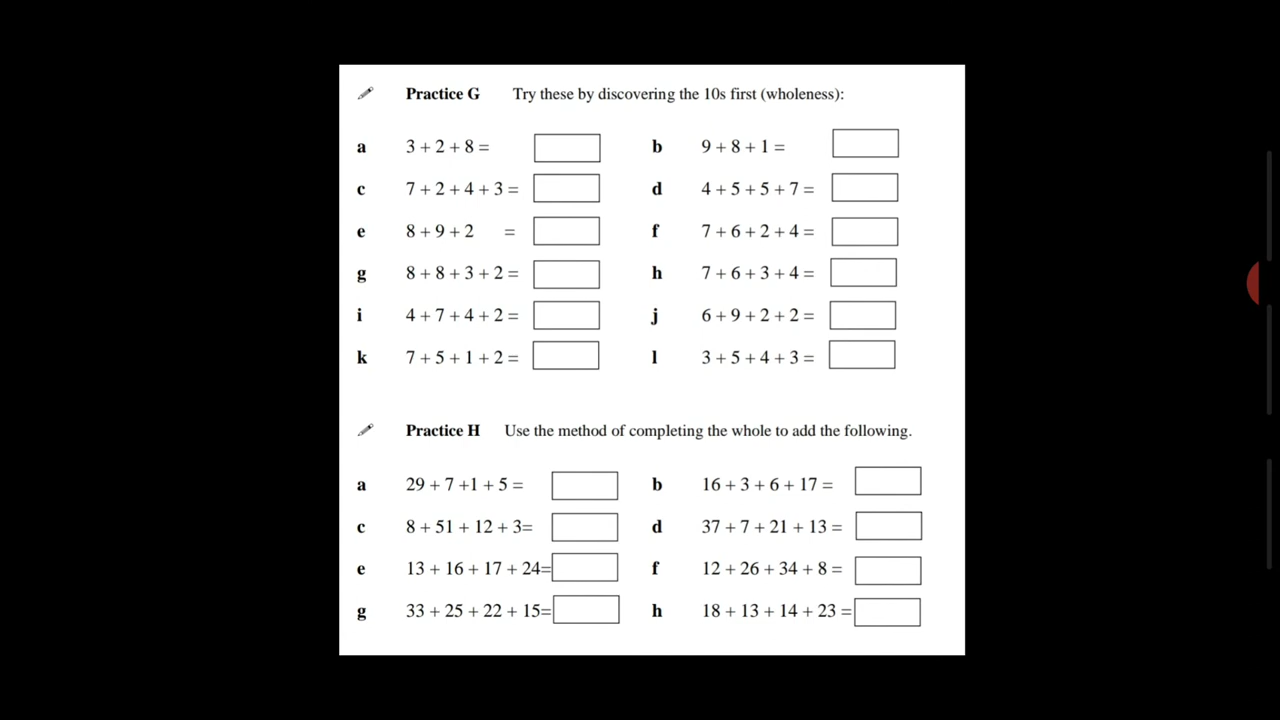 Practice G Try these by discovering the 10s first (wholeness):
a 3 + 2 + 8 = b 9 + 8 + 1 =
c 7 + 2 + 4 + 3 = d 4 + 5 + 5 + 7 =
e 8 + 9 + 2 = f 7 + 6 + 2 + 4 =
g 8 + 8 + 3 + 2 = h 7 + 6 + 3 + 4 =
i 4 + 7 + 4 + 2 = j 6 + 9 + 2 + 2 =
k 7 + 5 + 1 + 2 = l 3 + 5 + 4 + 3 =
Practice H Use the method of completing the whole to add the following.
a 29 + 7 +1 + 5 = b 16 + 3 + 6 + 17 =
c 8 + 51 + 12 + 3= d 37 + 7 + 21 + 13 =
e 13 + 16 + 17 + 24= f 12 + 26 + 34 + 8 =
g 33 + 25 + 22 + 15= h 18 + 13 + 14 + 23 =